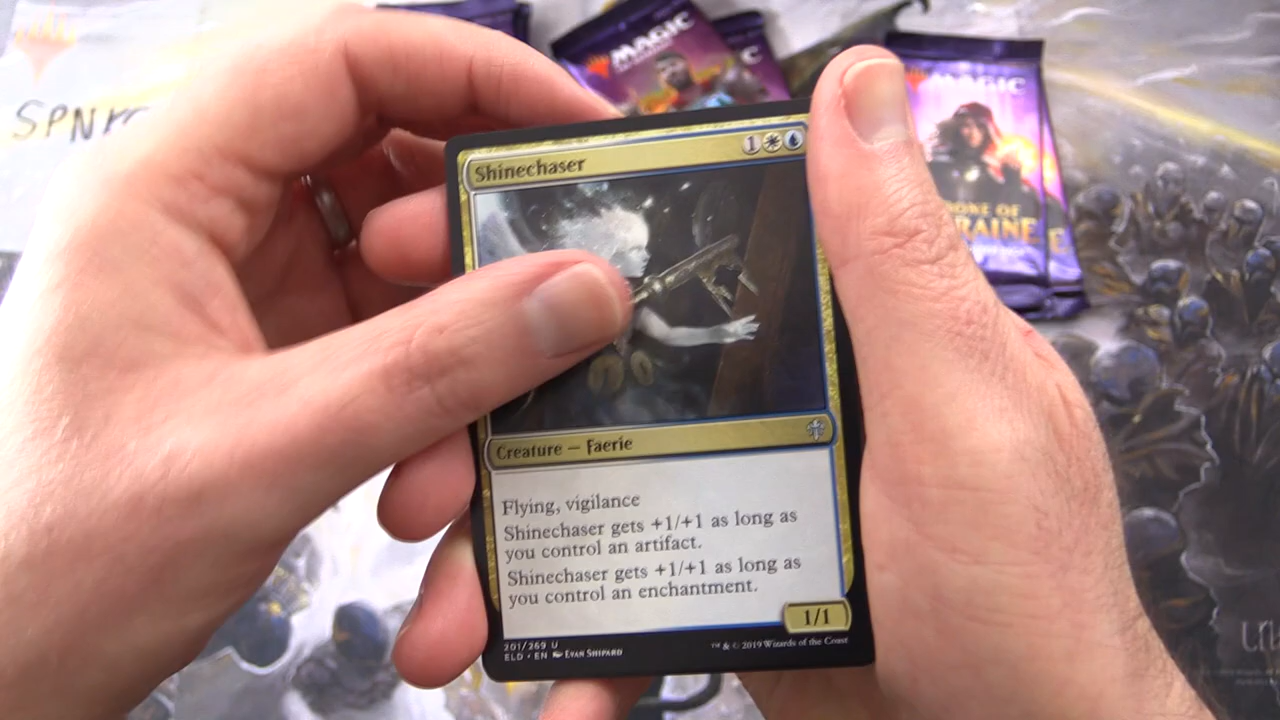 SPN
MAGIC
MAGIC
RONE OF
RAINE
Shinechaser
1
Creature — Faerie
Flying, vigilance
Shinechaser gets +1/+1 as long as
you control an artifact.
Shinechaser gets +1/+1 as long as
you control an enchantment.
1/1
201/269 U
ELD • EN Evan Shipard
™ & © 2019 Wizards of the Coast